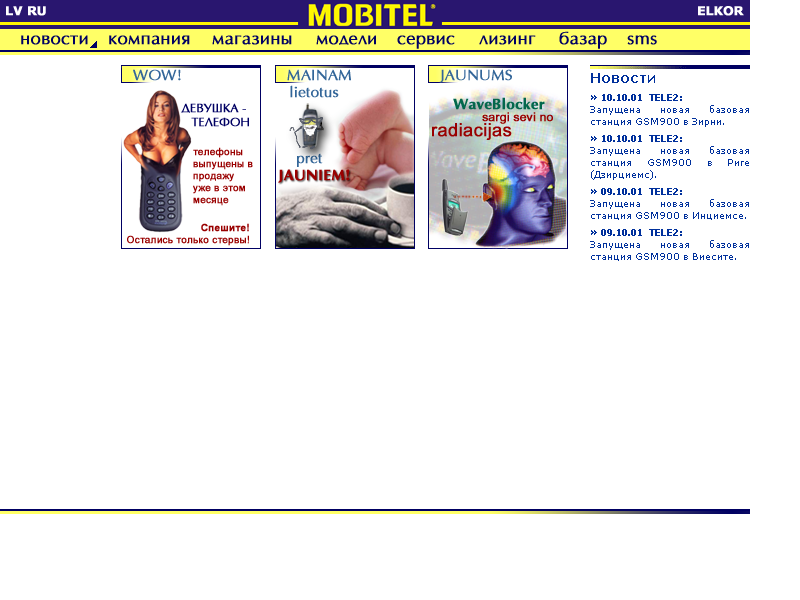 LV RU
MOBITEL®
ELKOR
новости компания магазины модели сервис лизинг базар sms
WOW!
ДЕВУШКА -
ТЕЛЕФОН
телефоны
выпущены в
продажу
уже в этом
месяце
Спешите!
Остались только стервы!
MAINAM
lietotus
pret
JAUNIEM!
JAUNUMS
WaveBlocker
sargi sevi no
radiacijas
Новости
» 10.10.01 TELE2:
Запущена новая базовая
станция GSM900 в Зирни.
» 10.10.01 TELE2:
Запущена новая базовая
станция GSM900 в Риге
(Дзирциемс).
» 09.10.01 TELE2:
Запущена новая базовая
станция GSM900 в Инциемсе.
» 09.10.01 TELE2:
Запущена новая базовая
станция GSM900 в Виесите.